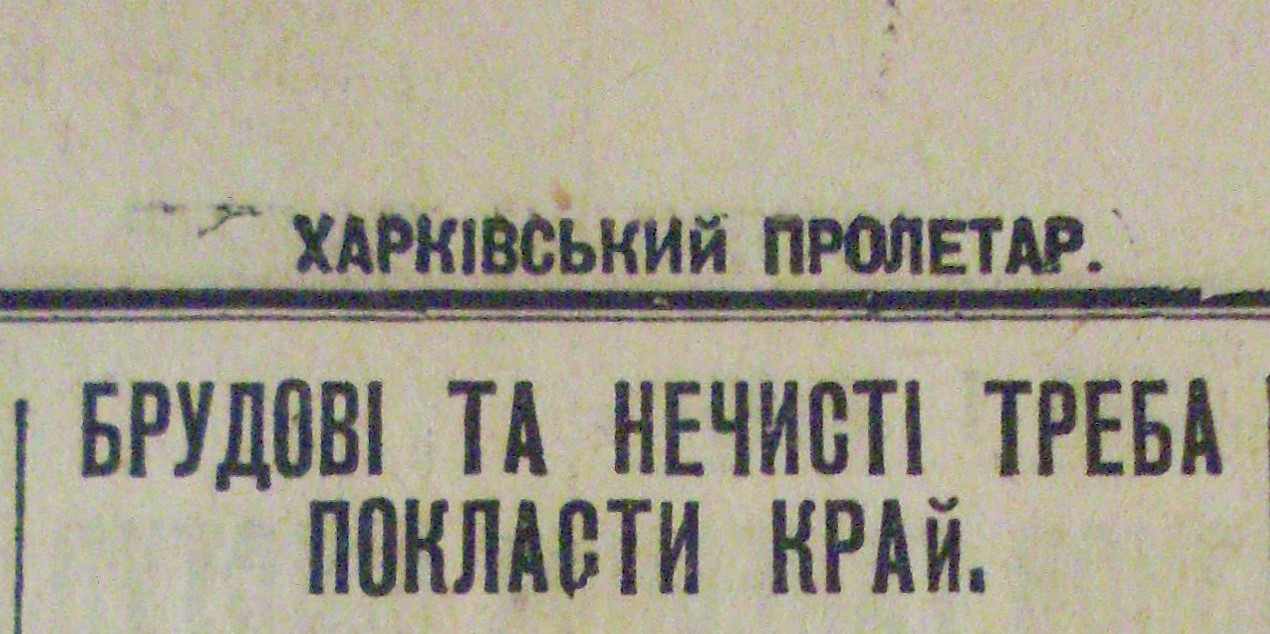 ХАРКІВСЬКИЙ ПРОЛЕТАР.
БРУДОВІ ТА НЕЧИСТІ ТРЕБА
ПОКЛАСТИ КРАЙ.